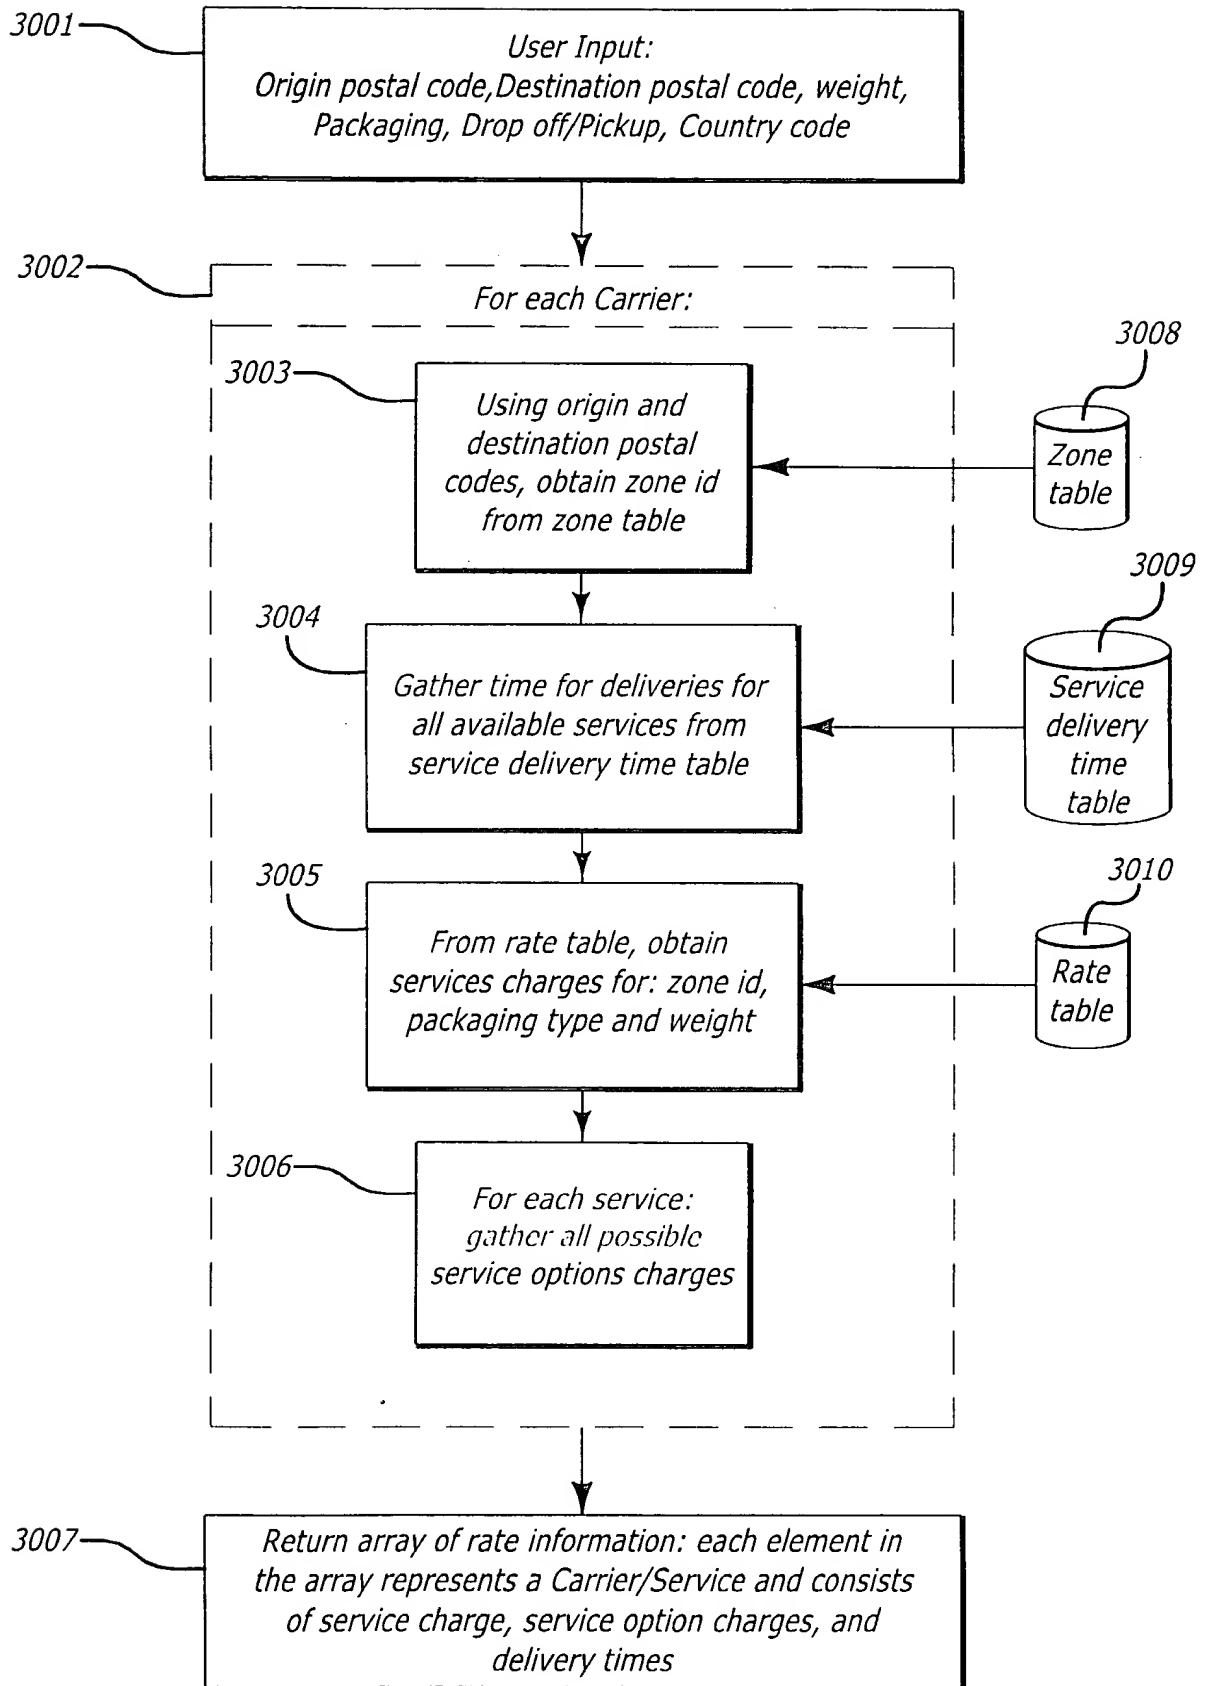 3001
User Input:
Origin postal code,Destination postal code, weight,
Packaging, Drop off/Pickup, Country code
3002
For each Carrier:
3003
Using origin and
destination postal
codes, obtain zone id
from zone table
3008
Zone
table
3004
Gather time for deliveries for
all available services from
service delivery time table
3009
Service
delivery
time
table
3005
From rate table, obtain
services charges for: zone id,
packaging type and weight
3010
Rate
table
3006
For each service:
gather all possible
service options charges
3007
Return array of rate information: each element in
the array represents a Carrier/Service and consists
of service charge, service option charges, and
delivery times